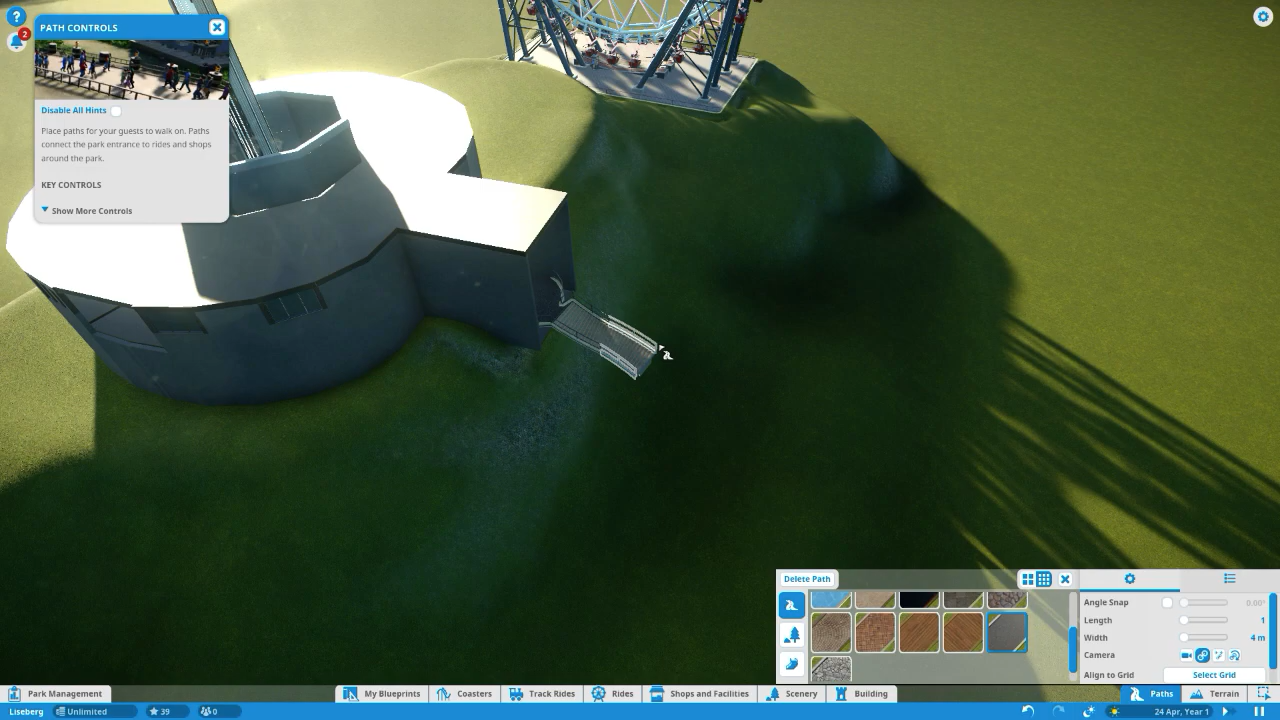 ?
2
PATH CONTROLS
Disable All Hints
Place paths for your guests to walk on. Paths
connect the park entrance to rides and shops
around the park.
KEY CONTROLS
Show More Controls
Delete Path
Angle Snap 0.00°
Length 1
Width 4 m
Camera
Align to Grid Select Grid
Park Management My Blueprints Coasters Track Rides Rides Shops and Facilities Scenery Building Paths Terrain
Liseberg Unlimited 39 0 24 Apr, Year 1